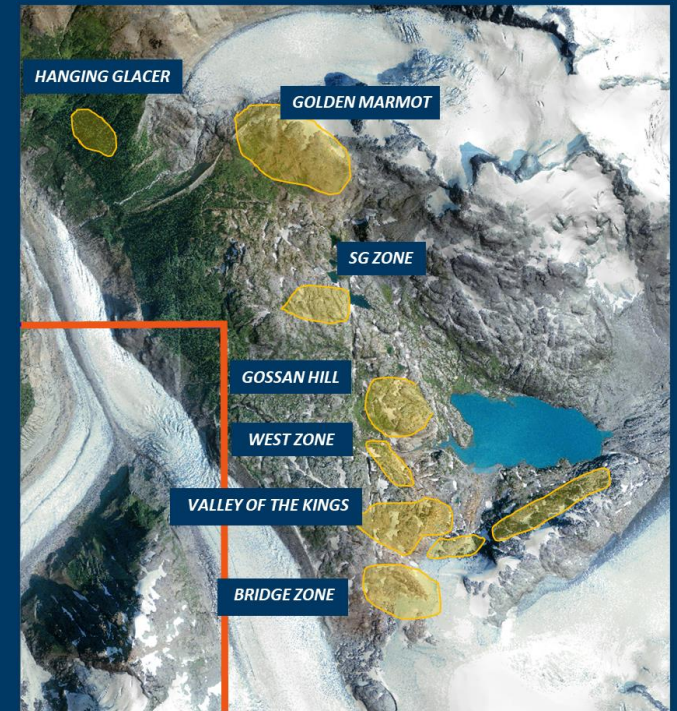 HANGING GLACER
GOLDEN MARMOT
SG ZONE
GOSSAN HILL
WEST ZONE
VALLEY OF THE KINGS
BRIDGE ZONE